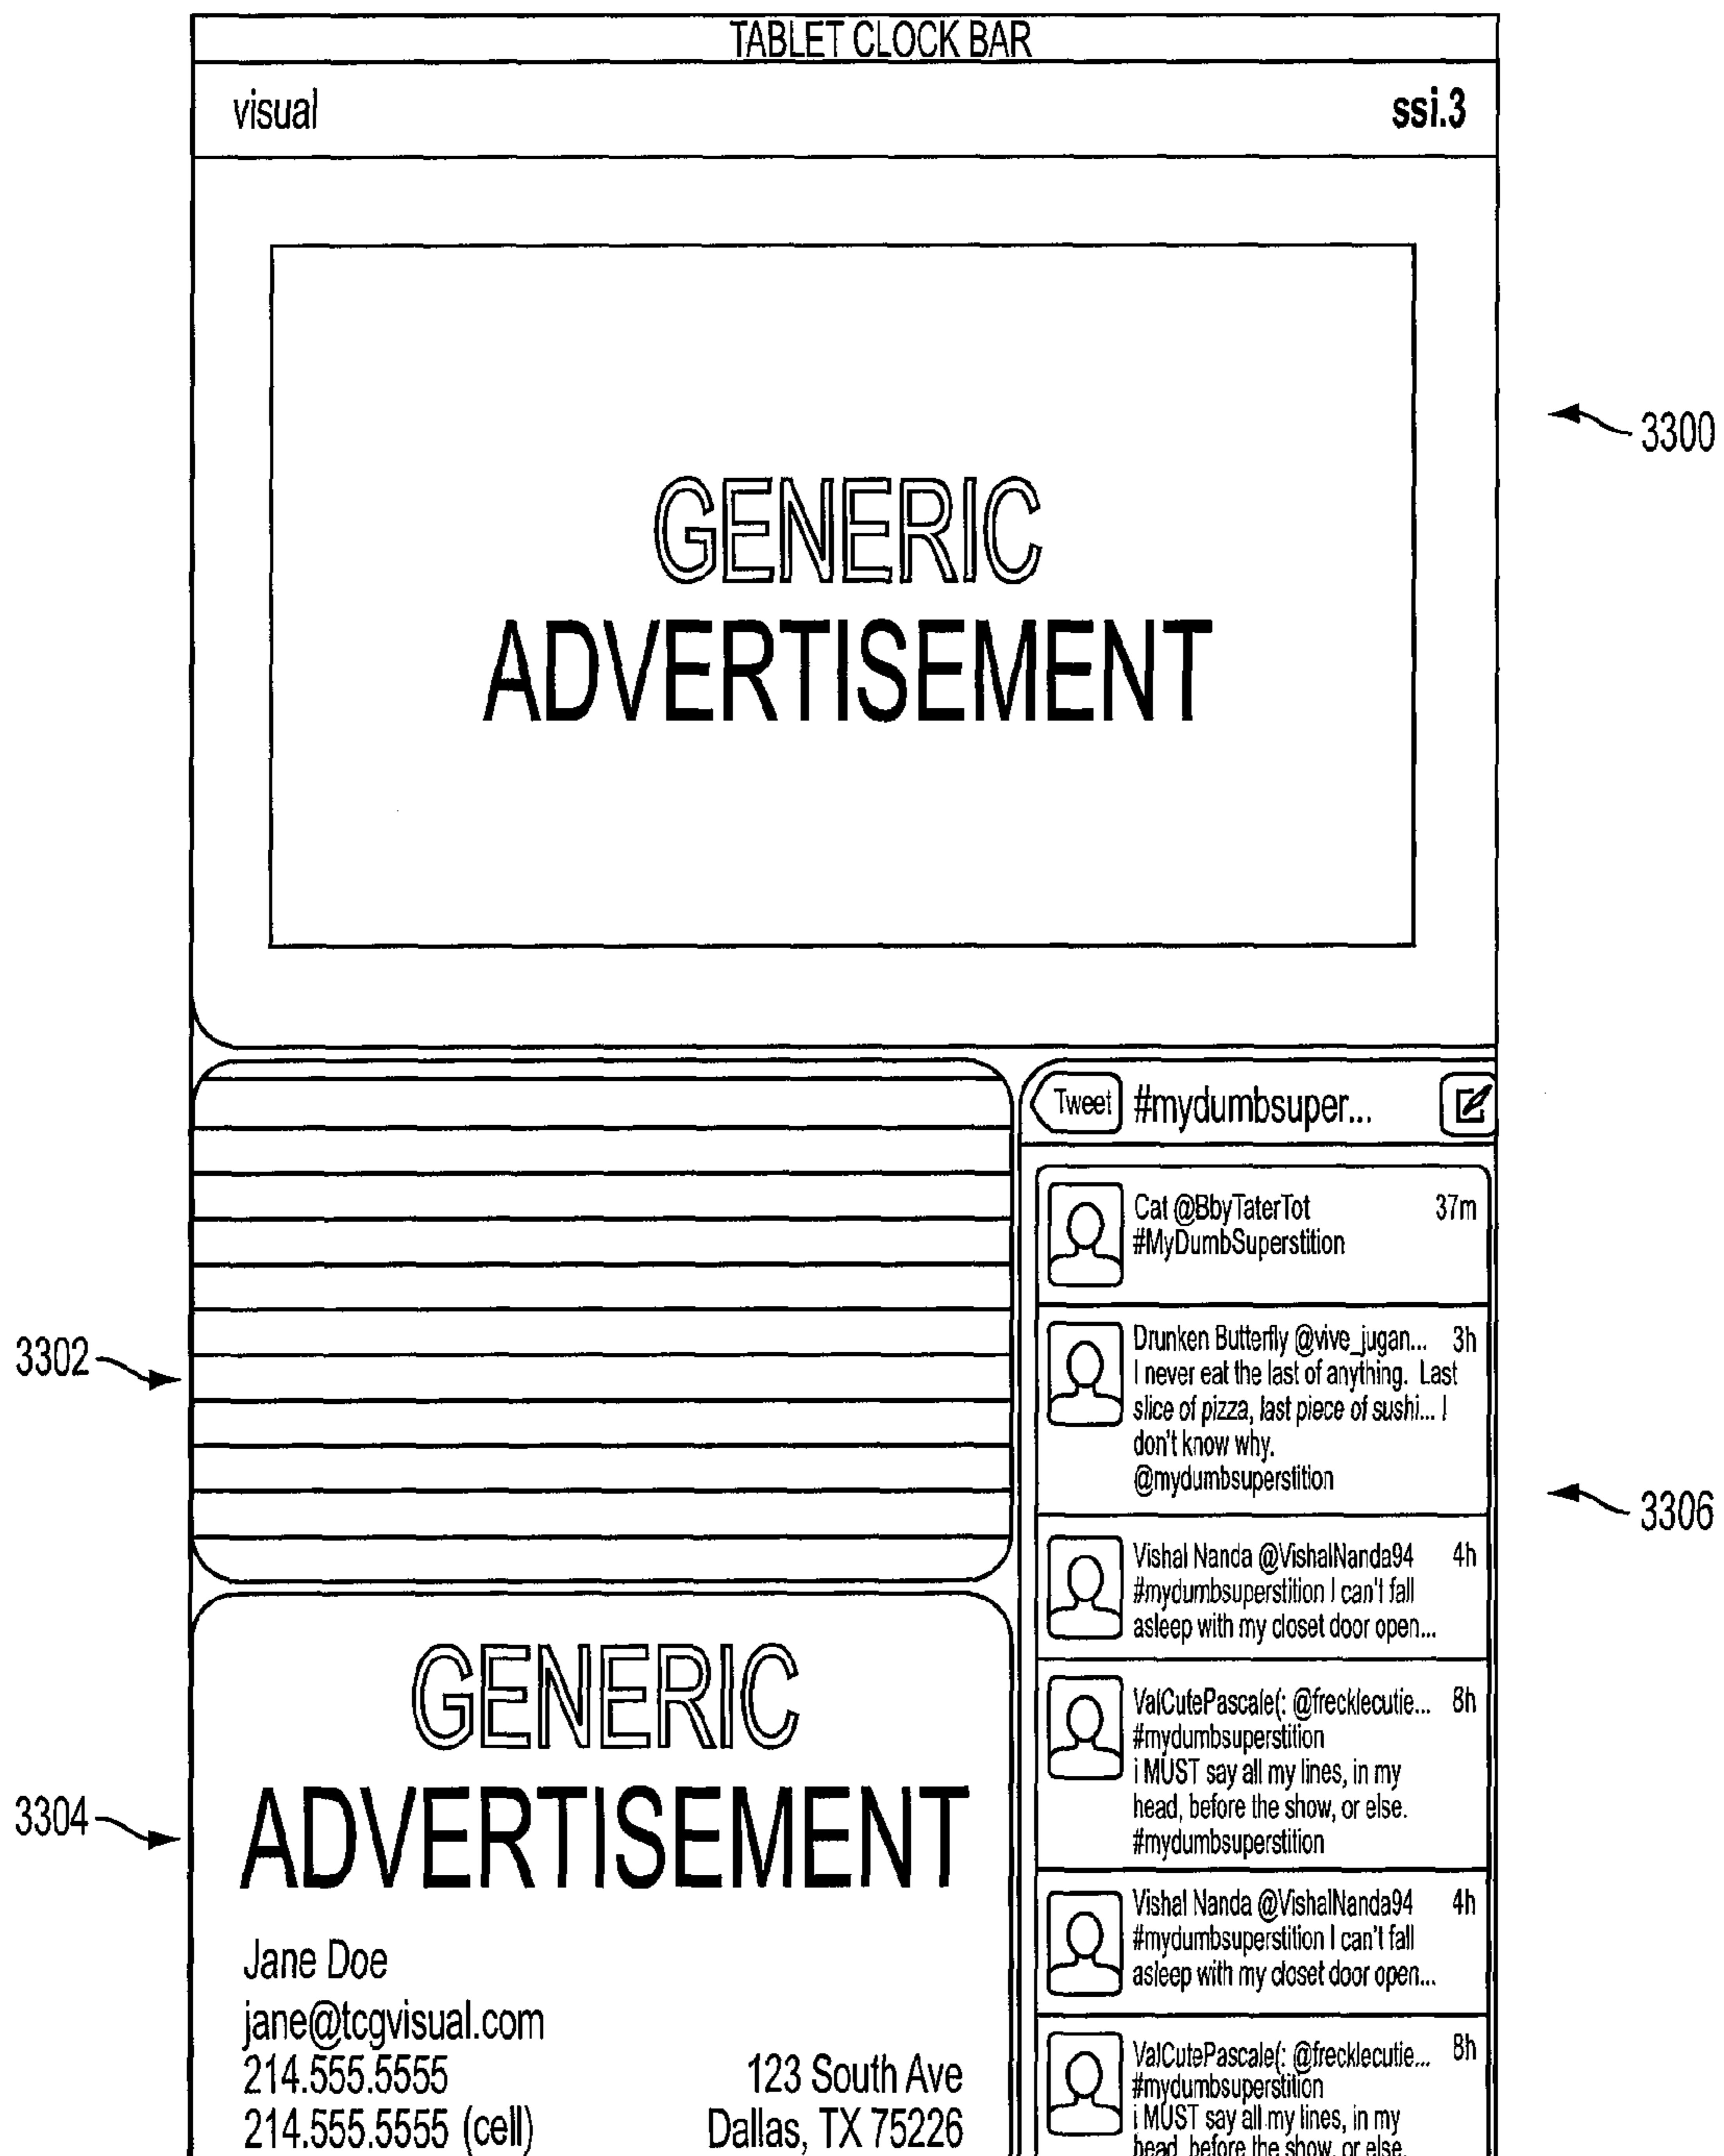 TABLET CLOCK BAR
visual ssi.3
3300
GENERIC
ADVERTISEMENT
3302
3304
GENERIC
ADVERTISEMENT
Jane Doe
jane@tcgvisual.com
214.555.5555
214.555.5555 (cell)
123 South Ave
Dallas, TX 75226
3306
Tweet #mydumbsuper...
Cat @BbyTaterTot 37m
#MyDumbSuperstition
Drunken Butterfly @vive_jugan... 3h
I never eat the last of anything. Last
slice of pizza, last piece of sushi... I
don't know why.
@mydumbsuperstition
Vishal Nanda @VishalNanda94 4h
#mydumbsuperstition I can't fall
asleep with my closet door open...
ValCutePascale(: @frecklecutie... 8h
#mydumbsuperstition
i MUST say all my lines, in my
head, before the show, or else.
#mydumbsuperstition
Vishal Nanda @VishalNanda94 4h
#mydumbsuperstition I can't fall
asleep with my closet door open...
ValCutePascale(: @frecklecutie... 8h
#mydumbsuperstition
i MUST say all my lines, in my
head, before the show, or else.